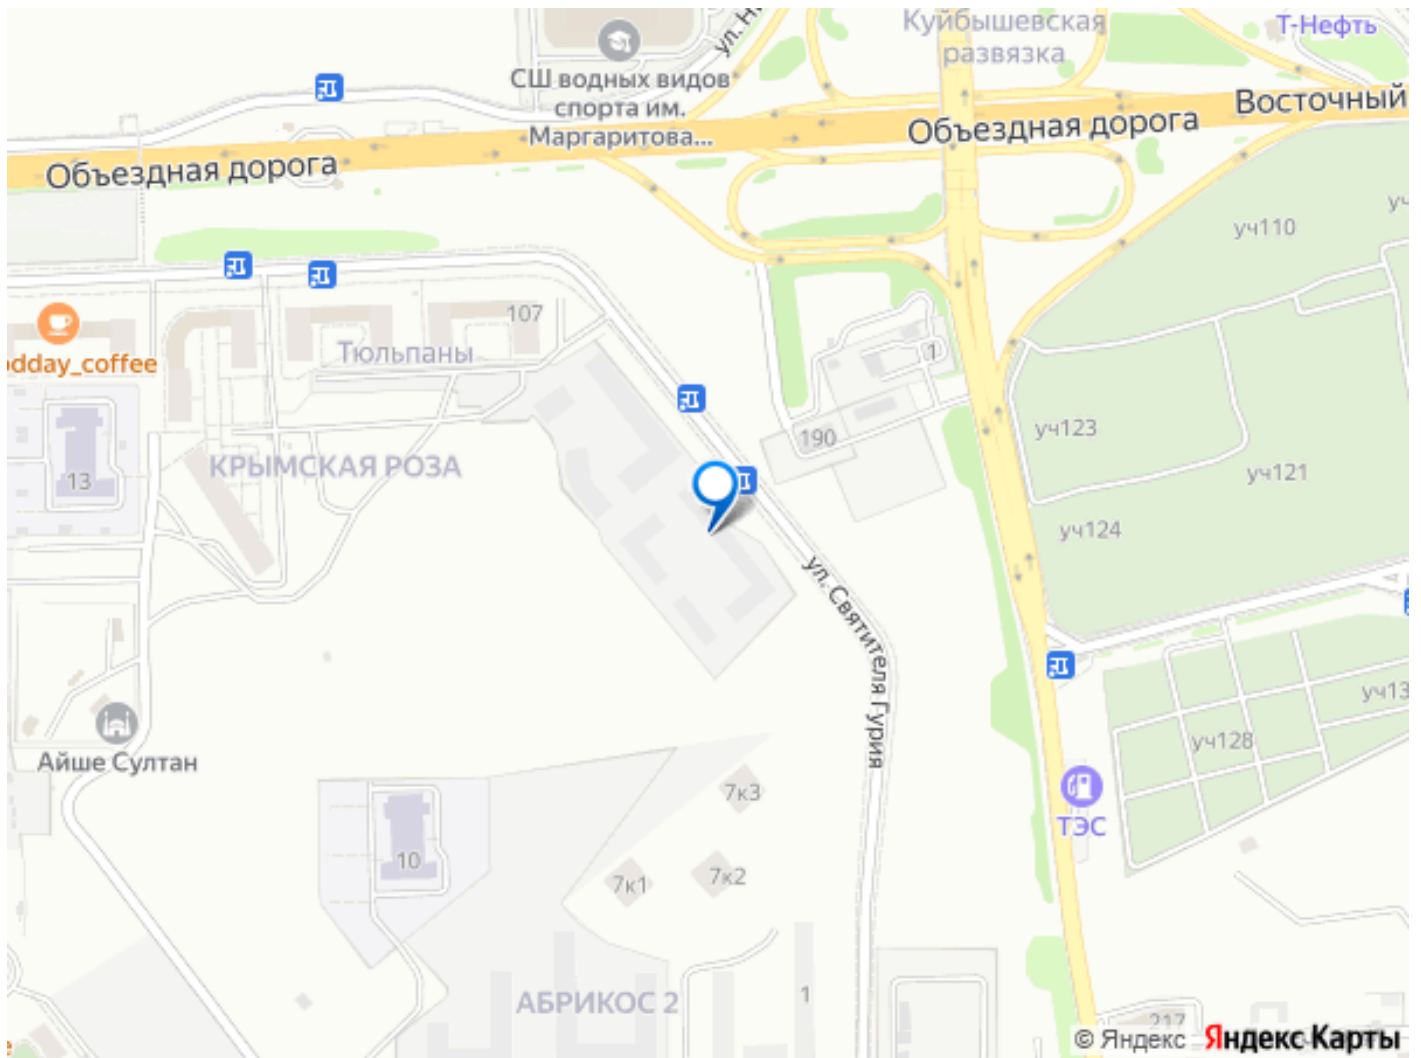 Куйбышевская
развязка
Т-Нефть
СШ водных видов
спорта им.
Маргаритова...
Восточный
Объездная дорога
Объездная дорога
уч110
107
Тюльпаны
1
dday_coffee
190
уч123
КРЫМСКАЯ РОЗА
13
уч121
уч124
ул. Святителя Гурия
уч128
Айше Султан
7к3
10
7к1
7к2
ТЭС
АБРИКОС 2
1
217
© Яндекс Яндекс Карты